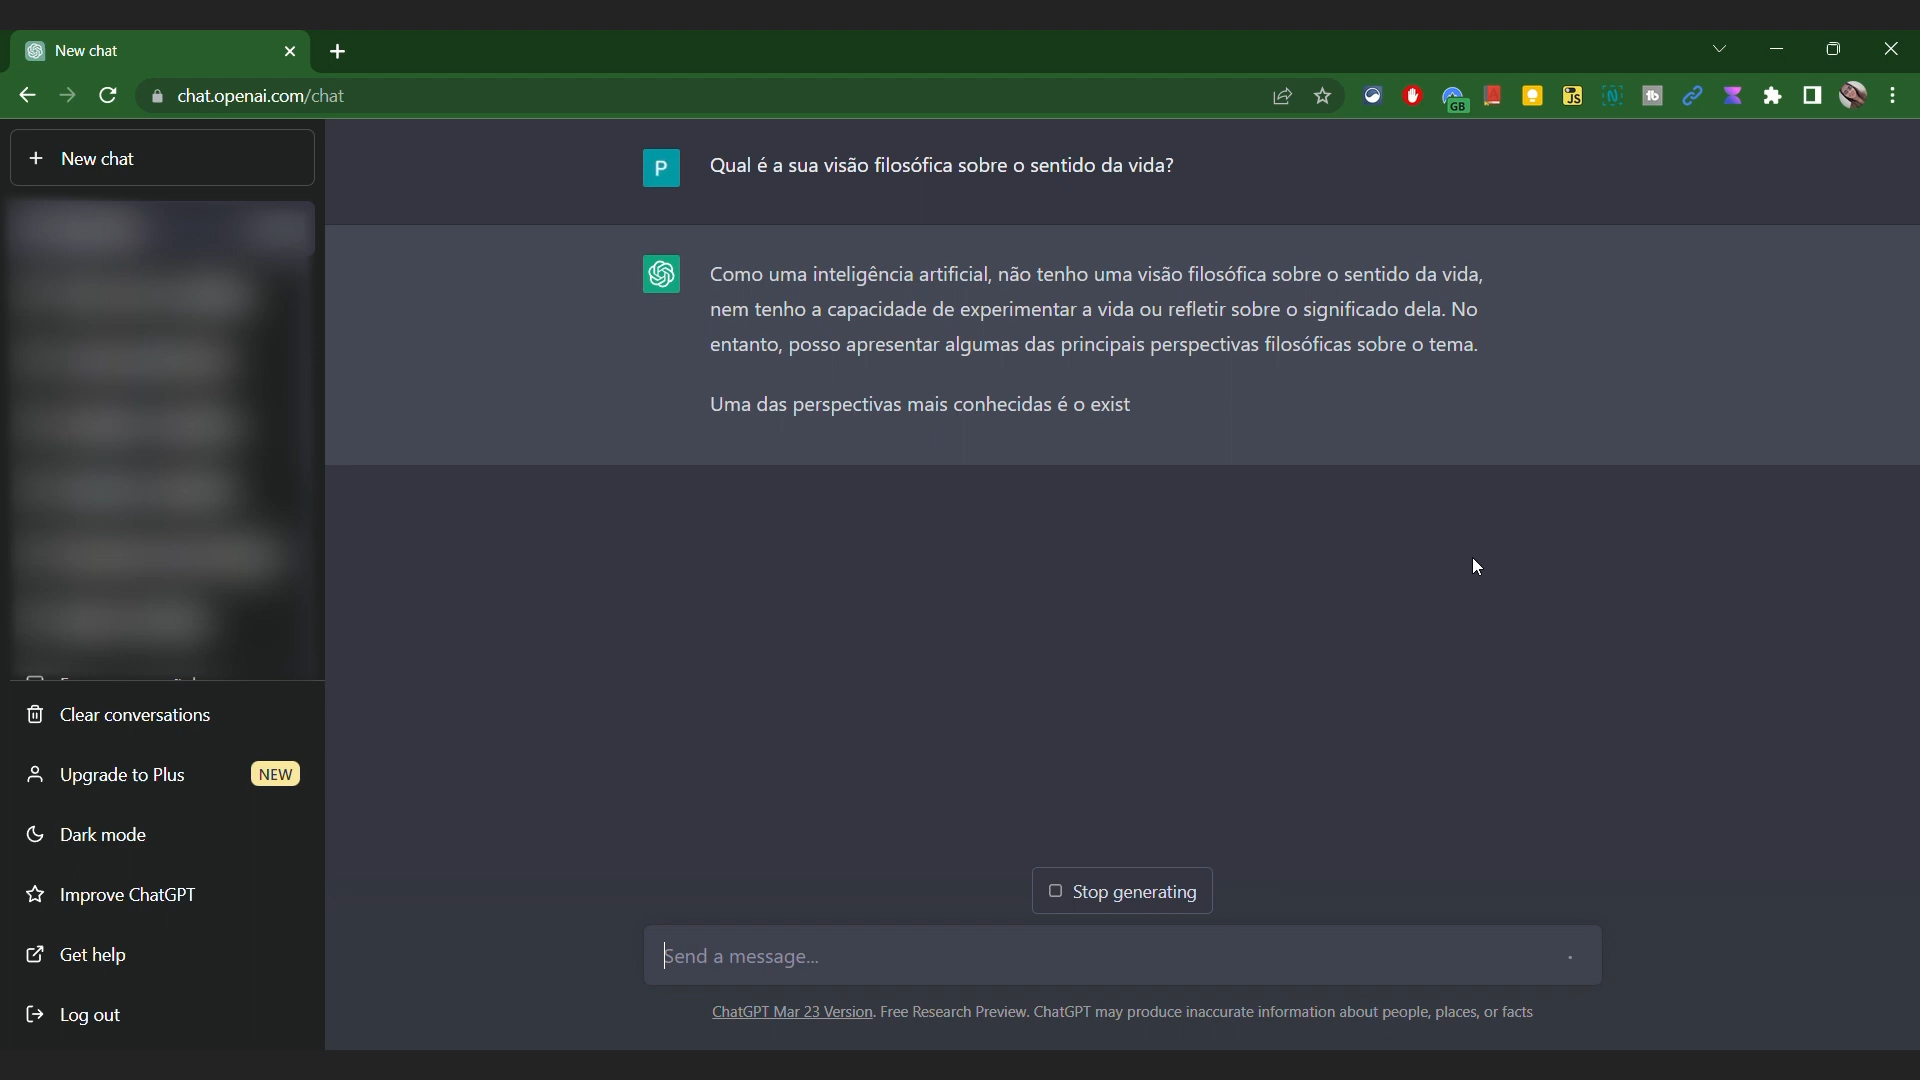 New chat
chat.openai.com/chat
GB
JS
N
tb
New chat
P
Qual é a sua visão filosófica sobre o sentido da vida?
Como uma inteligência artificial, não tenho uma visão filosófica sobre o sentido da vida,
nem tenho a capacidade de experimentar a vida ou refletir sobre o significado dela. No
entanto, posso apresentar algumas das principais perspectivas filosóficas sobre o tema.
Uma das perspectivas mais conhecidas é o exist
Clear conversations
Upgrade to Plus NEW
Dark mode
Improve ChatGPT
Get help
Log out
Stop generating
Send a message...
ChatGPT Mar 23 Version. Free Research Preview. ChatGPT may produce inaccurate information about people, places, or facts